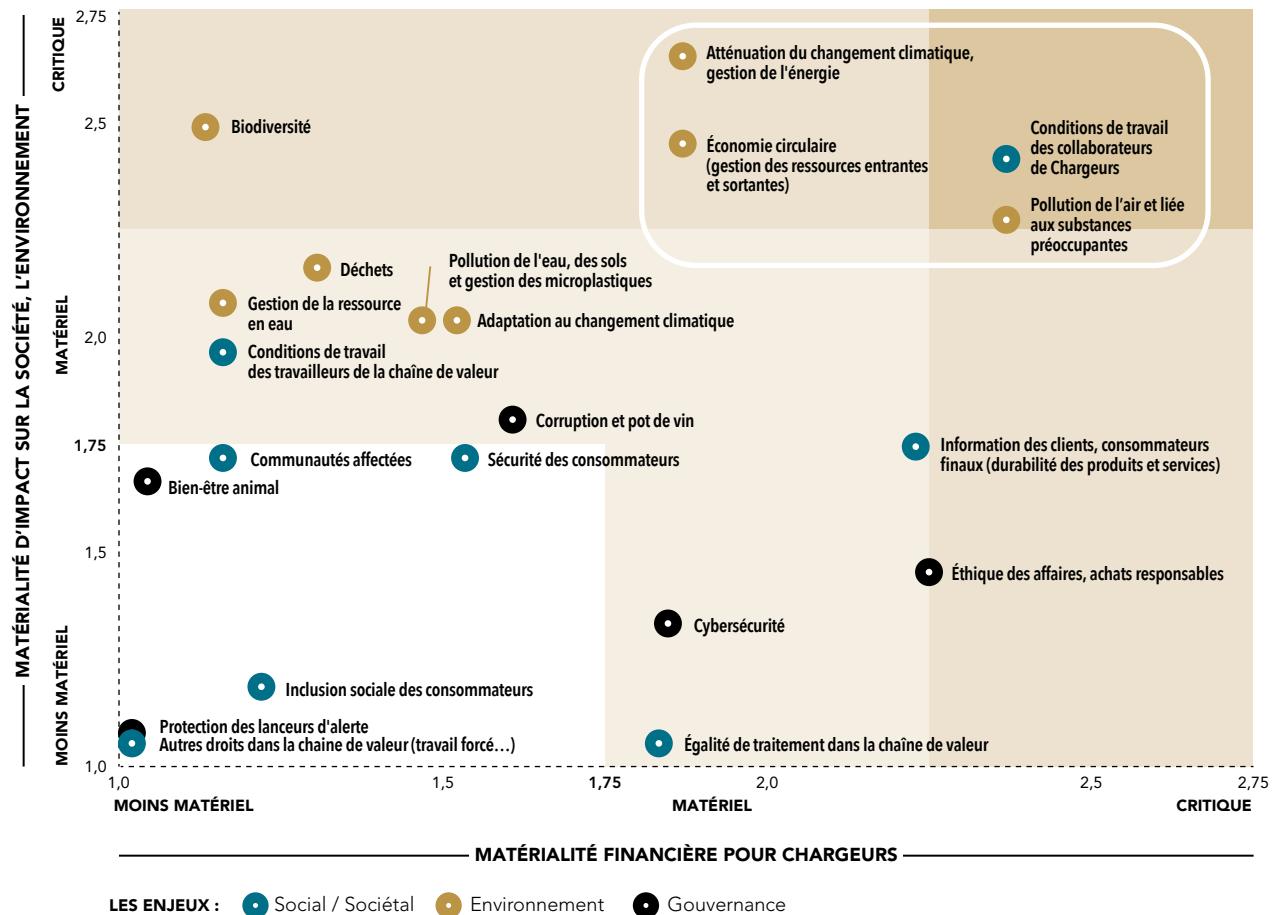 MATÉRIALITÉ D'IMPACT SUR LA SOCIÉTÉ, L'ENVIRONNEMENT
CRITIQUE
MATÉRIEL
MOINS MATÉRIEL
2,75
2,5
2,0
1,75
1,5
1,0
Atténuation du changement climatique,
gestion de l'énergie
Biodiversité
Économie circulaire
(gestion des ressources entrantes
et sortantes)
Conditions de travail
des collaborateurs
de Chargeurs
Pollution de l'air et liée
aux substances
préoccupantes
Déchets
Pollution de l'eau, des sols
et gestion des microplastiques
Gestion de la ressource
en eau
Adaptation au changement climatique
Conditions de travail
des travailleurs de la chaîne de valeur
Corruption et pot de vin
Communautés affectées
Sécurité des consommateurs
Information des clients, consommateurs
finaux (durabilité des produits et services)
Bien-être animal
Éthique des affaires, achats responsables
Cybersécurité
Inclusion sociale des consommateurs
Protection des lanceurs d'alerte
Autres droits dans la chaine de valeur (travail forcé…)
Égalité de traitement dans la chaîne de valeur
1,0
1,5
1,75
2,0
2,5
2,75
MOINS MATÉRIEL
MATÉRIEL
CRITIQUE
MATÉRIALITÉ FINANCIÈRE POUR CHARGEURS
LES ENJEUX : Social / Sociétal Environnement Gouvernance